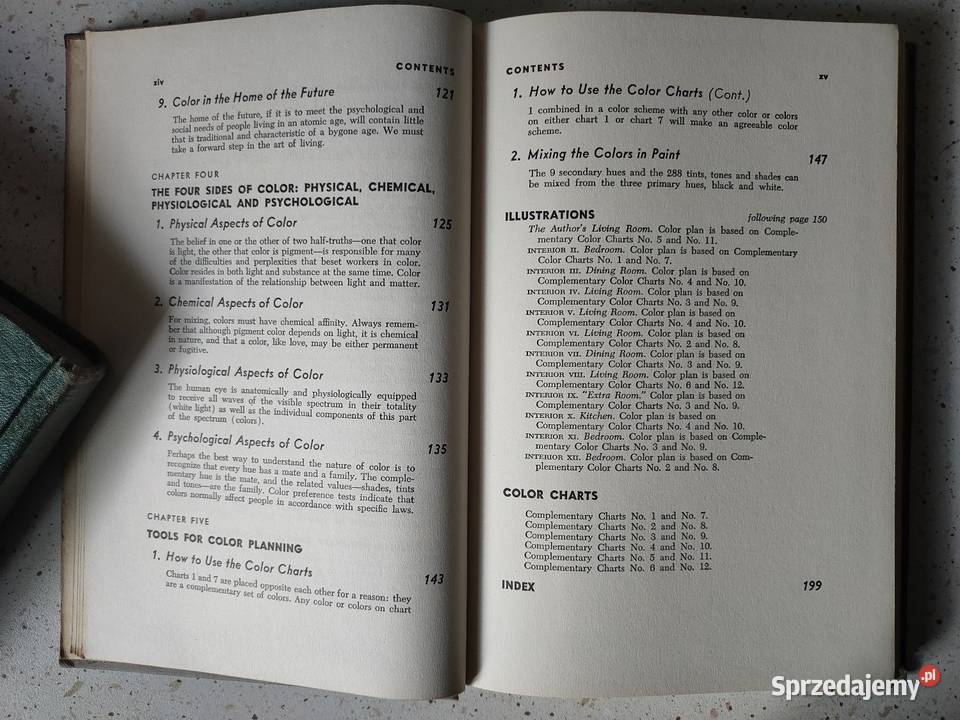 CONTENTS
xiv
9. Color in the Home of the Future 121
The home of the future, if it is to meet the psychological and
social needs of people living in an atomic age, will contain little
that is traditional and characteristic of a bygone age. We must
take a forward step in the art of living.
CHAPTER FOUR
THE FOUR SIDES OF COLOR: PHYSICAL, CHEMICAL,
PHYSIOLOGICAL AND PSYCHOLOGICAL
1. Physical Aspects of Color 125
The belief in one or the other of two half-truths—one that color
is light, the other that color is pigment—is responsible for many
of the difficulties and perplexities that beset workers in color.
Color resides in both light and substance at the same time. Color
is a manifestation of the relationship between light and matter.
2. Chemical Aspects of Color 131
For mixing, colors must have chemical affinity. Always remem-
ber that although pigment color depends on light, it is chemical
in nature, and that a color, like love, may be either permanent
or fugitive.
3. Physiological Aspects of Color 133
The human eye is anatomically and physiologically equipped
to receive all waves of the visible spectrum in their totality
(white light) as well as the individual components of this part
of the spectrum (colors).
4. Psychological Aspects of Color 135
Perhaps the best way to understand the nature of color is to
recognize that every hue has a mate and a family. The comple-
mentary hue is the mate, and the related values—shades, tints
and tones—are the family. Color preference tests indicate that
colors normally affect people in accordance with specific laws.
CHAPTER FIVE
TOOLS FOR COLOR PLANNING
1. How to Use the Color Charts 143
Charts 1 and 7 are placed opposite each other for a reason: they
are a complementary set of colors. Any color or colors on chart
CONTENTS
xv
1. How to Use the Color Charts (Cont.)
1 combined in a color scheme with any other color or colors
on either chart 1 or chart 7 will make an agreeable color
scheme.
2. Mixing the Colors in Paint 147
The 9 secondary hues and the 288 tints, tones and shades can
be mixed from the three primary hues, black and white.
ILLUSTRATIONS following page 150
The Author's Living Room. Color plan is based on Comple-
mentary Color Charts No. 5 and No. 11.
INTERIOR II. Bedroom. Color plan is based on Complementary
Color Charts No. 1 and No. 7.
INTERIOR III. Dining Room. Color plan is based on
Complementary Color Charts No. 4 and No. 10.
INTERIOR IV. Living Room. Color plan is based on
Complementary Color Charts No. 3 and No. 9.
INTERIOR V. Living Room. Color plan is based on
Complementary Color Charts No. 4 and No. 10.
INTERIOR VI. Living Room. Color plan is based on
Complementary Color Charts No. 2 and No. 8.
INTERIOR VII. Dining Room. Color plan is based on
Complementary Color Charts No. 3 and No. 9.
INTERIOR VIII. Living Room. Color plan is based on
Complementary Color Charts No. 6 and No. 12.
INTERIOR IX. "Extra Room." Color plan is based on
Complementary Color Charts No. 3 and No. 9.
INTERIOR X. Kitchen. Color plan is based on
Complementary Color Charts No. 4 and No. 10.
INTERIOR XI. Bedroom. Color plan is based on Comple-
mentary Color Charts No. 3 and No. 9.
INTERIOR XII. Bedroom. Color plan is based on Com-
plementary Color Charts No. 2 and No. 8.
COLOR CHARTS
Complementary Charts No. 1 and No. 7.
Complementary Charts No. 2 and No. 8.
Complementary Charts No. 3 and No. 9.
Complementary Charts No. 4 and No. 10.
Complementary Charts No. 5 and No. 11.
Complementary Charts No. 6 and No. 12.
INDEX 199
Sprzedajemy.pl